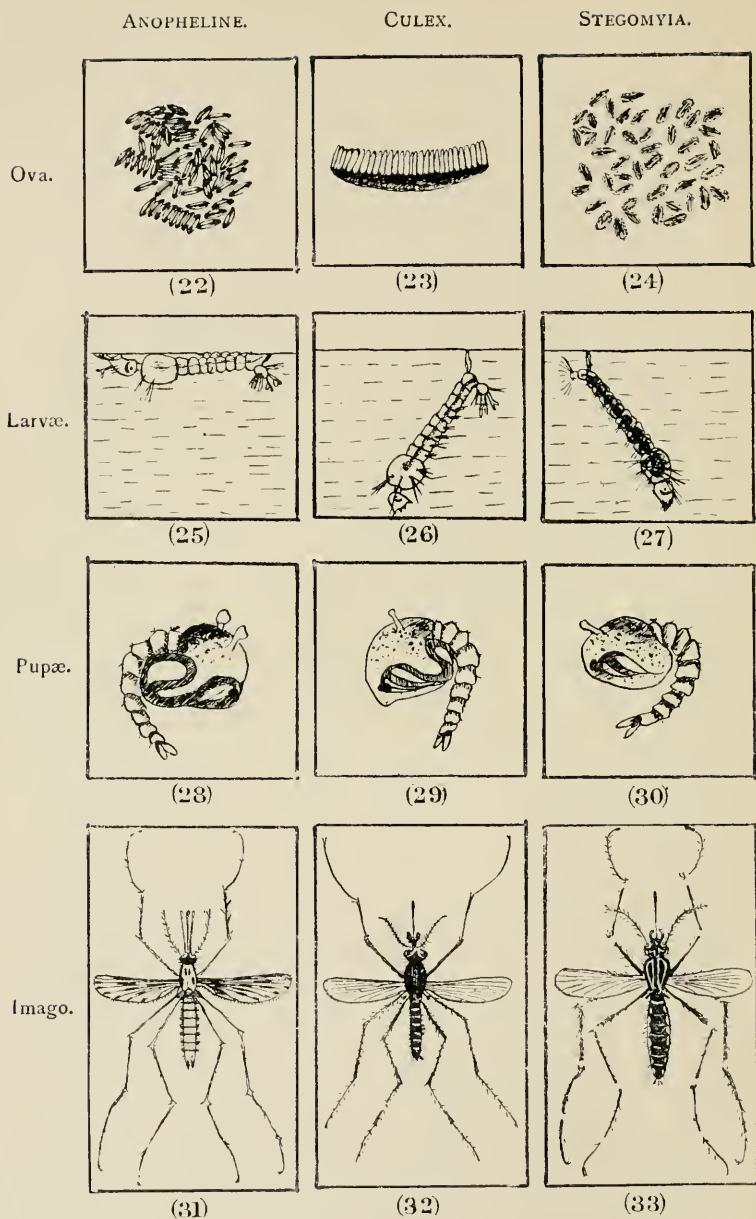 ANOPHELINE. CULEX. STEGOMYIA.
Ova.
(22) (23) (24)
Larvæ.
(25) (26) (27)
Pupæ.
(28) (29) (30)
Imago.
(31) (32) (33)